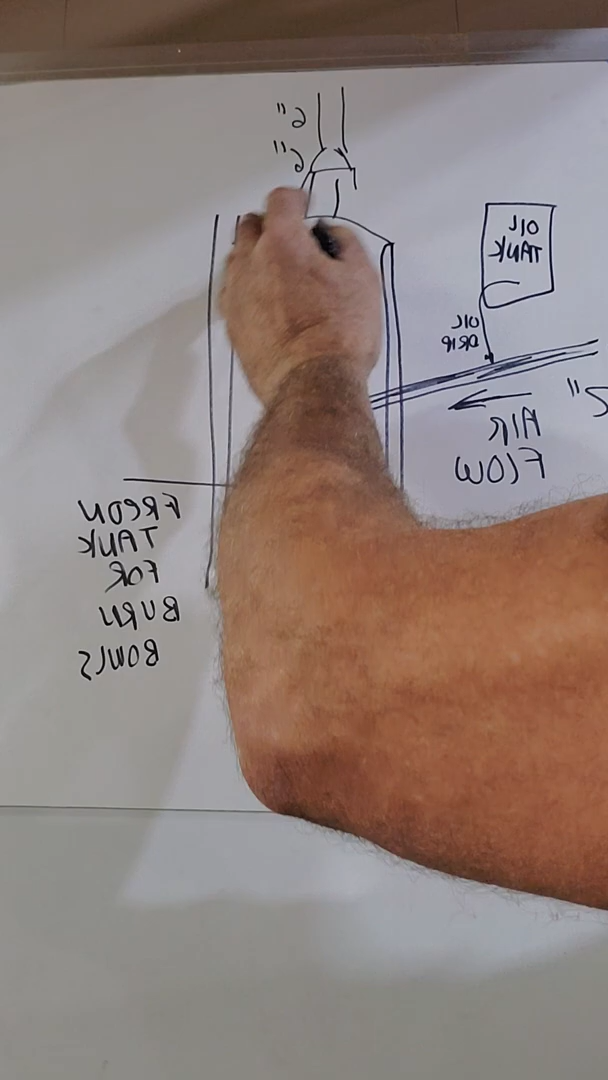 6"
6"
OIL
TANK
OIL
DRIP
2"
AIR
FLOW
FREON
TANK
FOR
BURN
BOWLS